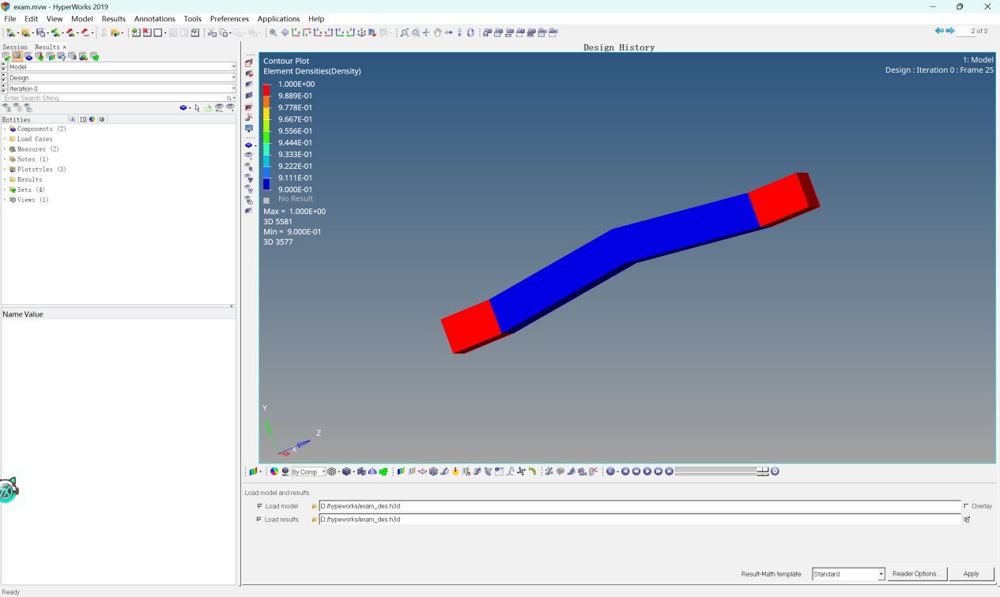 exam.mvw - HyperWorks 2019
File Edit View Model Results Annotations Tools Preferences Applications Help
2 of 3
Session Results ×
Model
Design
Iteration 0
Enter Search String...
Entities ID
Components (2)
Load Cases
Measures (2)
Notes (1)
Plotstyles (3)
Results
Sets (4)
Views (1)
Name Value
Design History
Contour Plot
Element Densities(Density)
1.000E+00
9.889E-01
9.778E-01
9.667E-01
9.556E-01
9.444E-01
9.333E-01
9.222E-01
9.111E-01
9.000E-01
No Result
Max = 1.000E+00
3D 5581
Min = 9.000E-01
3D 3577
1: Model
Design : Iteration 0 : Frame 25
Y
Z
X
By Comp
Load model and results:
Load model D:/hypeworks/exam_des.h3d Overlay
Load results D:/hypeworks/exam_des.h3d
Result-Math template: Standard Reader Options... Apply
Ready